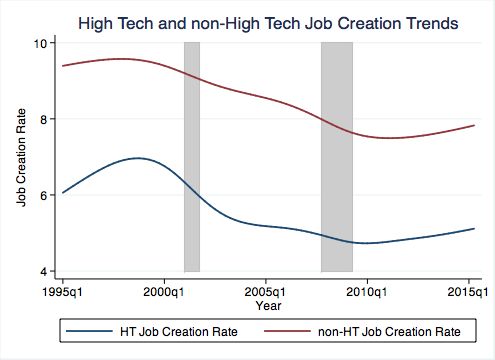 High Tech and non-High Tech Job Creation Trends
10
8
6
4
Job Creation Rate
1995q1 2000q1 2005q1 2010q1 2015q1
Year
HT Job Creation Rate non-HT Job Creation Rate